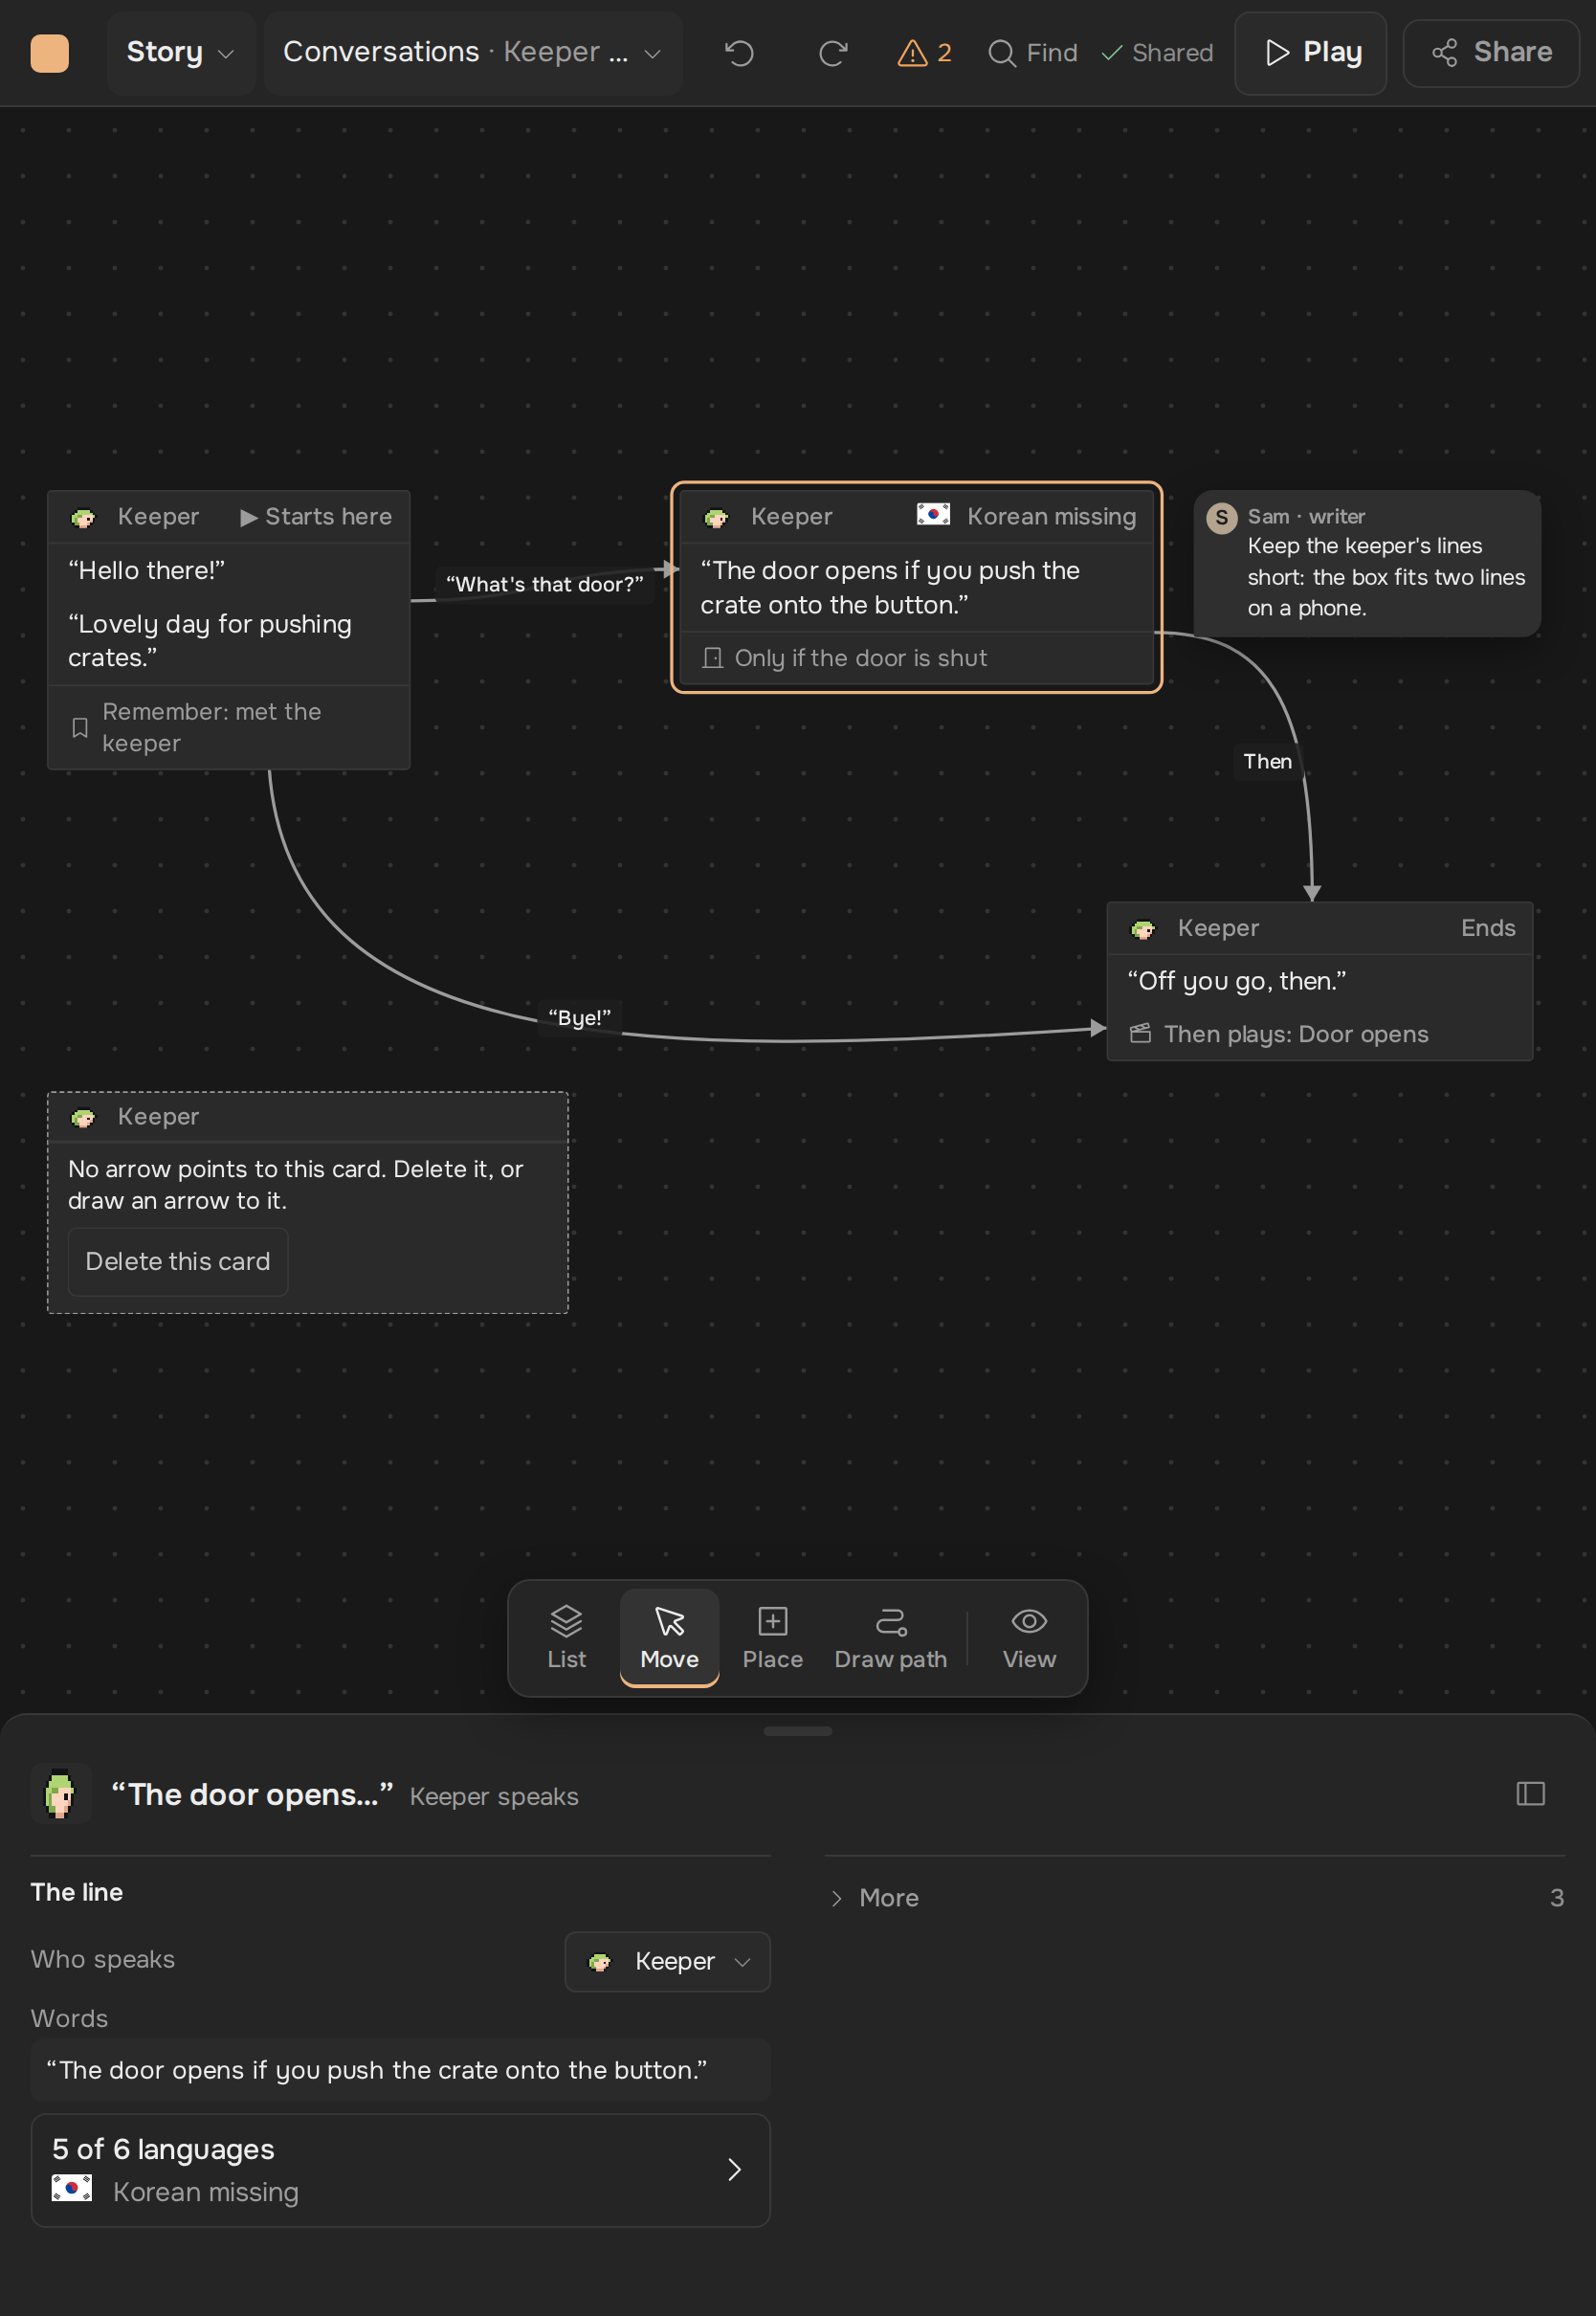 Story
Conversations · Keeper ...
2
Find
Shared
Play
Share
Keeper
▶ Starts here
“Hello there!”
“Lovely day for pushing
crates.”
Remember: met the
keeper
“What's that door?”
Keeper
Korean missing
“The door opens if you push the
crate onto the button.”
Only if the door is shut
S
Sam · writer
Keep the keeper's lines
short: the box fits two lines
on a phone.
Then
Keeper
Ends
“Off you go, then.”
Then plays: Door opens
“Bye!”
Keeper
No arrow points to this card. Delete it, or
draw an arrow to it.
Delete this card
List
Move
Place
Draw path
View
“The door opens...”
Keeper speaks
The line
Who speaks
Keeper
Words
“The door opens if you push the crate onto the button.”
5 of 6 languages
Korean missing
More
3